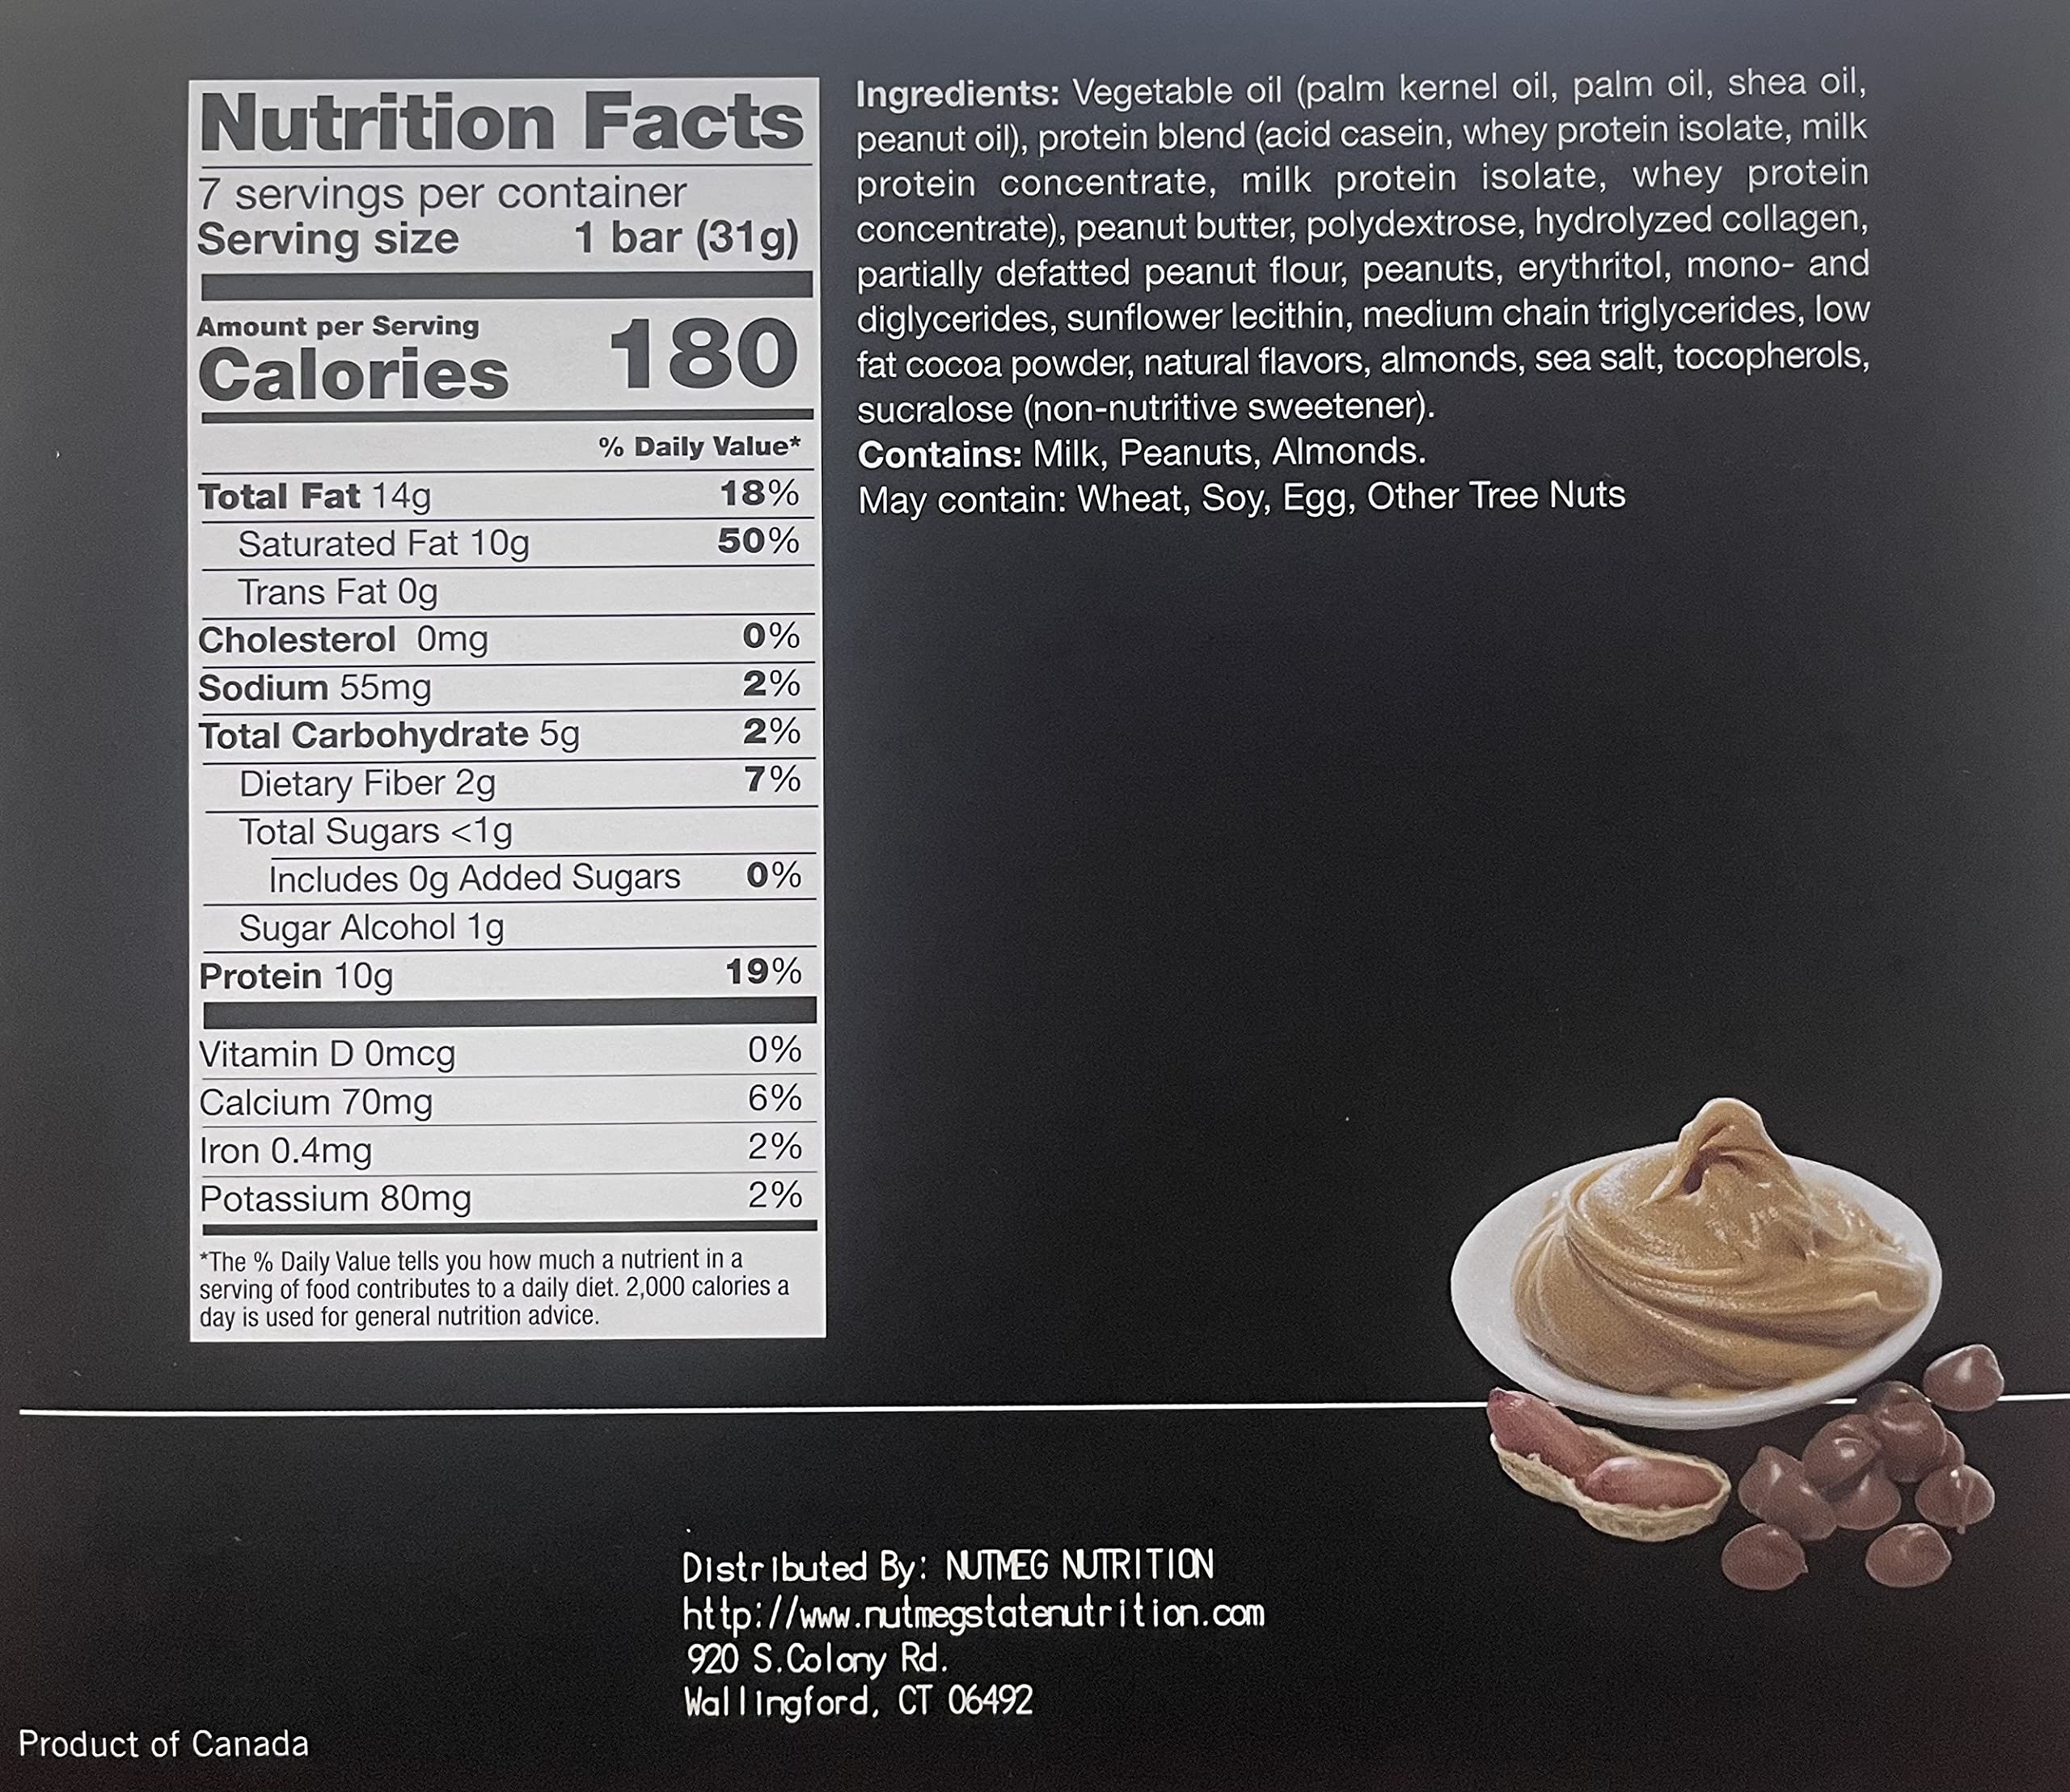 Nutrition Facts
7 servings per container
Serving size 1 bar (31g)
Amount per Serving
Calories 180
% Daily Value*
Total Fat 14g 18%
Saturated Fat 10g 50%
Trans Fat 0g
Cholesterol 0mg 0%
Sodium 55mg 2%
Total Carbohydrate 5g 2%
Dietary Fiber 2g 7%
Total Sugars <1g
Includes 0g Added Sugars 0%
Sugar Alcohol 1g
Protein 10g 19%
Vitamin D 0mcg 0%
Calcium 70mg 6%
Iron 0.4mg 2%
Potassium 80mg 2%
*The % Daily Value tells you how much a nutrient in a
serving of food contributes to a daily diet. 2,000 calories a
day is used for general nutrition advice.
Ingredients: Vegetable oil (palm kernel oil, palm oil, shea oil,
peanut oil), protein blend (acid casein, whey protein isolate, milk
protein concentrate, milk protein isolate, whey protein
concentrate), peanut butter, polydextrose, hydrolyzed collagen,
partially defatted peanut flour, peanuts, erythritol, mono- and
diglycerides, sunflower lecithin, medium chain triglycerides, low
fat cocoa powder, natural flavors, almonds, sea salt, tocopherols,
sucralose (non-nutritive sweetener).
Contains: Milk, Peanuts, Almonds.
May contain: Wheat, Soy, Egg, Other Tree Nuts
Distributed By: NUTMEG NUTRITION
http://www.nutmegstatenutrition.com
920 S.Colony Rd.
Wallingford, CT 06492
Product of Canada